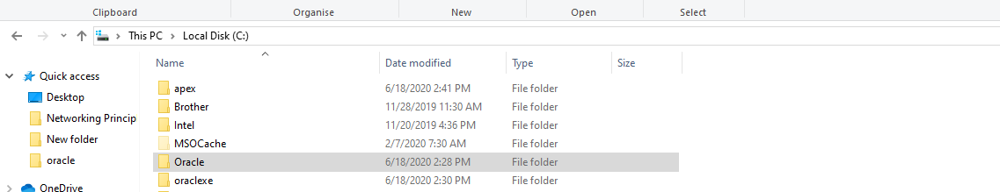 Clipboard Organise New Open Select
This PC > Local Disk (C:)
Name Date modified Type Size
Quick access
Desktop
Networking Princip
New folder
oracle
OneDrive
apex 6/18/2020 2:41 PM File folder
Brother 11/28/2019 11:30 AM File folder
Intel 11/20/2019 4:36 PM File folder
MSOCache 2/7/2020 7:30 AM File folder
Oracle 6/18/2020 2:28 PM File folder
oraclexe 6/18/2020 2:30 PM File folder